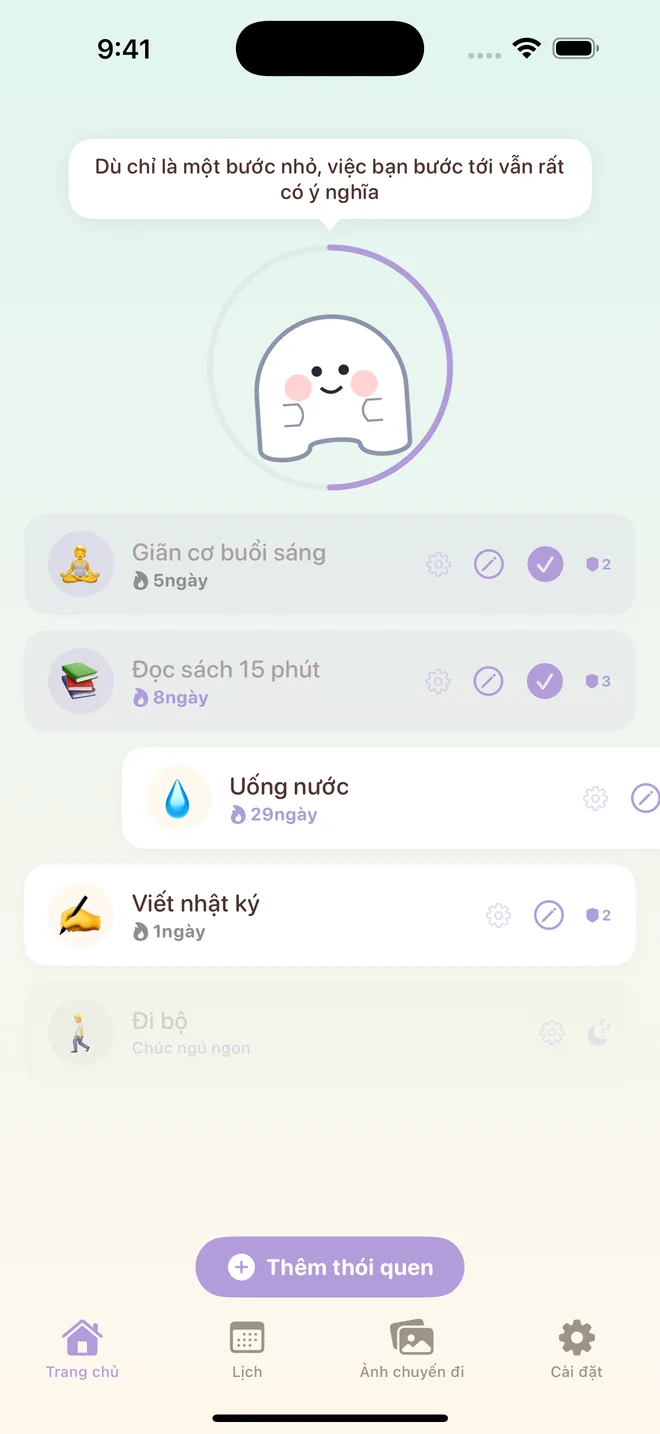 9:41
Dù chỉ là một bước nhỏ, việc bạn bước tới vẫn rất
có ý nghĩa
Giãn cơ buổi sáng
5ngày
2
Đọc sách 15 phút
8ngày
3
Uống nước
29ngày
Viết nhật ký
1ngày
2
Đi bộ
Chúc ngủ ngon
Thêm thói quen
Trang chủ
Lịch
Ảnh chuyến đi
Cài đặt